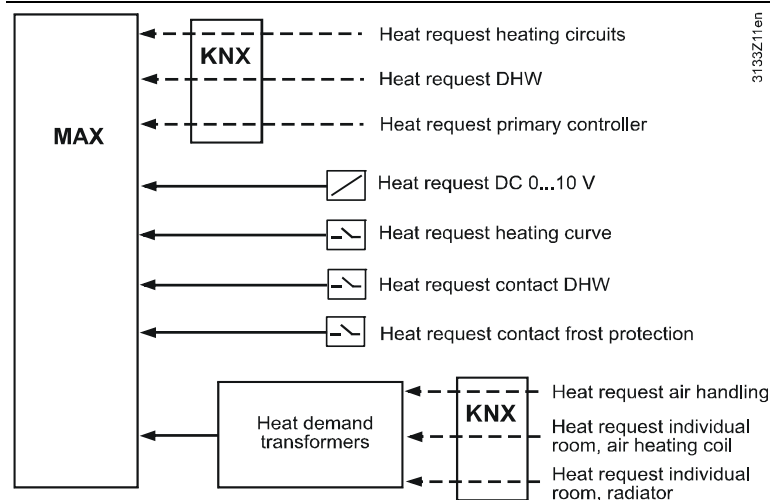 3133Z11en
Heat request heating circuits
KNX
Heat request DHW
Heat request primary controller
MAX
Heat request DC 0...10 V
Heat request heating curve
Heat request contact DHW
Heat request contact frost protection
Heat request air handling
KNX
Heat demand
transformers
Heat request individual
room, air heating coil
Heat request individual
room, radiator